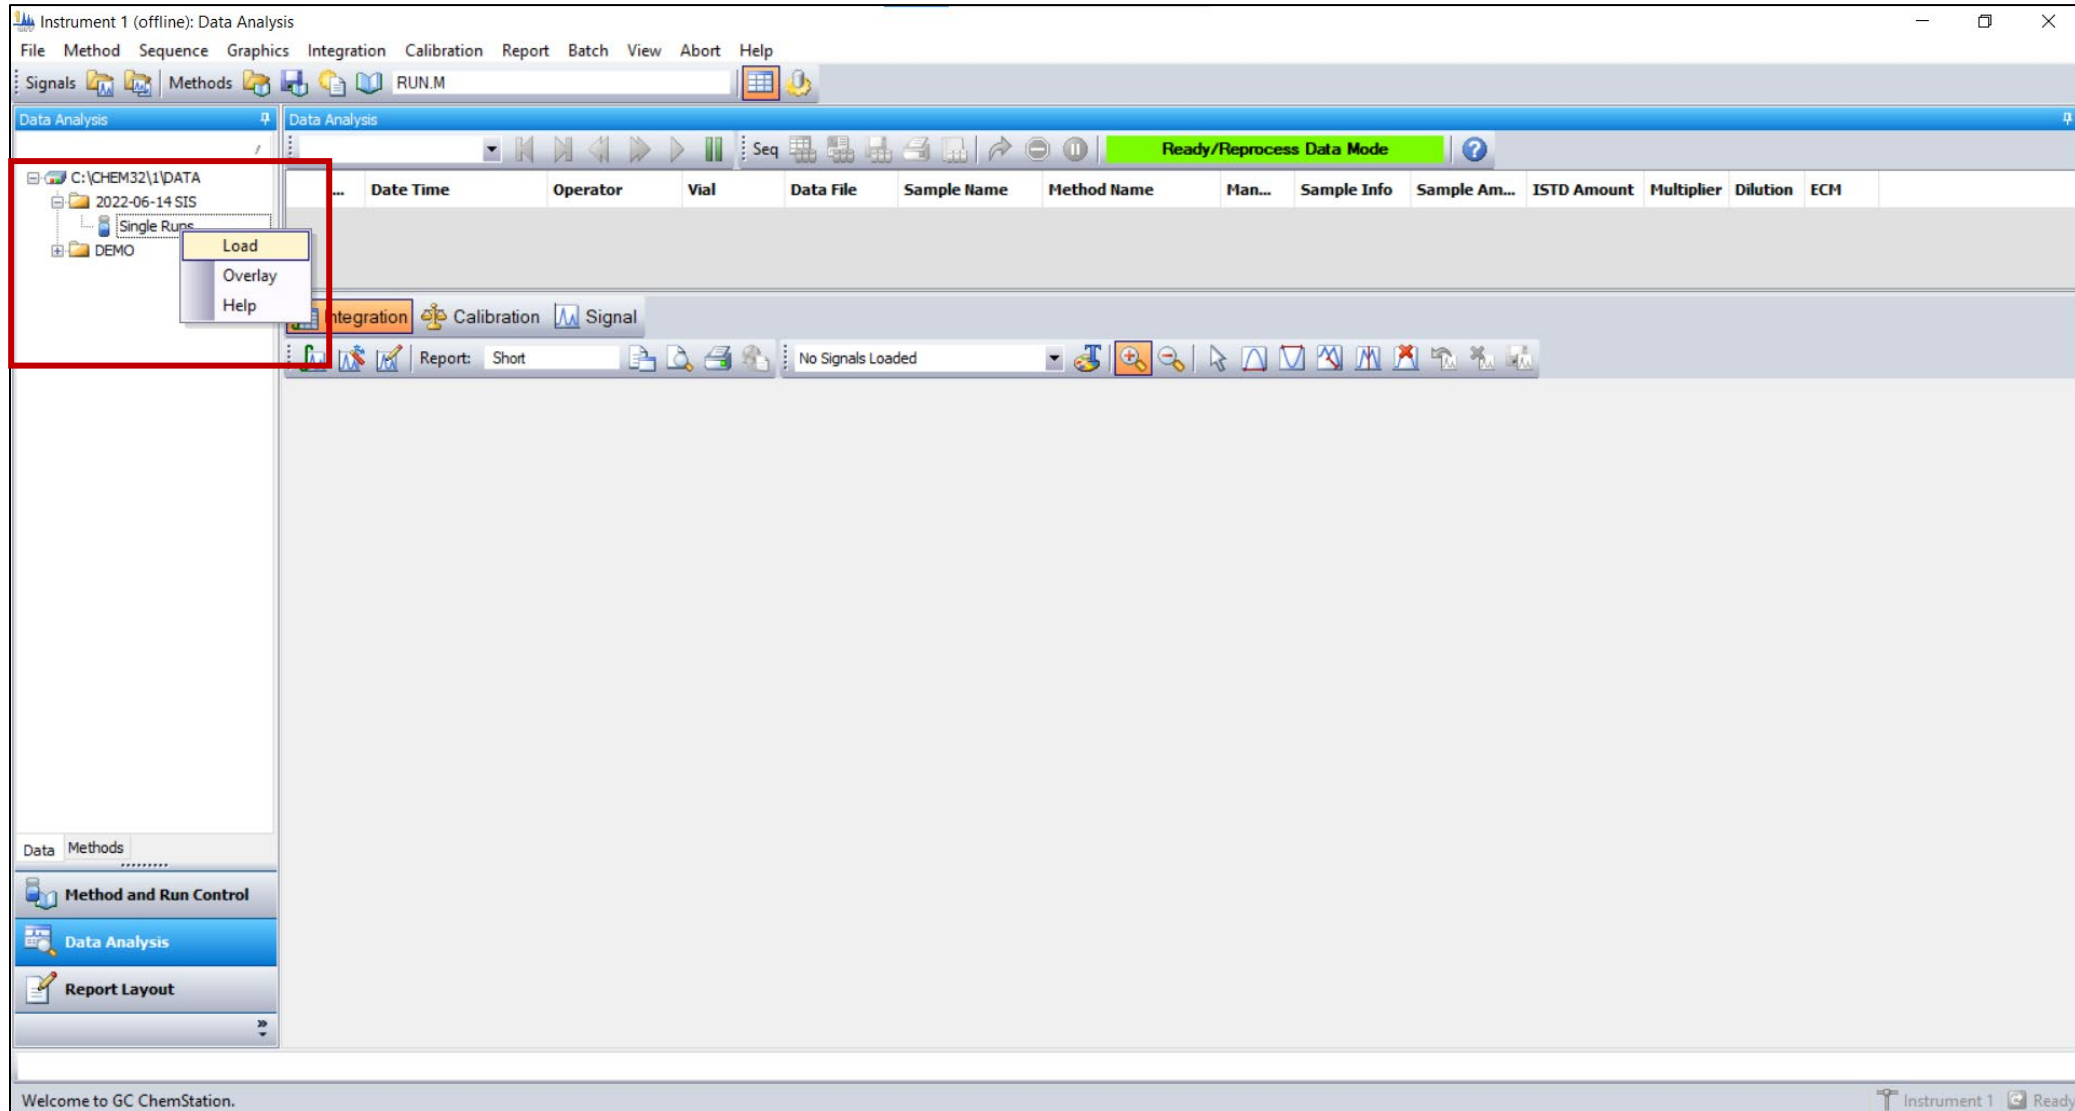 Instrument 1 (offline): Data Analysis
File Method Sequence Graphics Integration Calibration Report Batch View Abort Help
Signals Methods RUN.M
Data Analysis
Data Analysis
Seq Ready/Reprocess Data Mode
... Date Time Operator Vial Data File Sample Name Method Name Man... Sample Info Sample Am... ISTD Amount Multiplier Dilution ECM
C:\CHEM32\1\DATA
2022-06-14 SIS
Single Runs
DEMO
Load
Overlay
Help
Integration Calibration Signal
Report: Short No Signals Loaded
Data Methods
Method and Run Control
Data Analysis
Report Layout
Welcome to GC ChemStation. Instrument 1 Ready